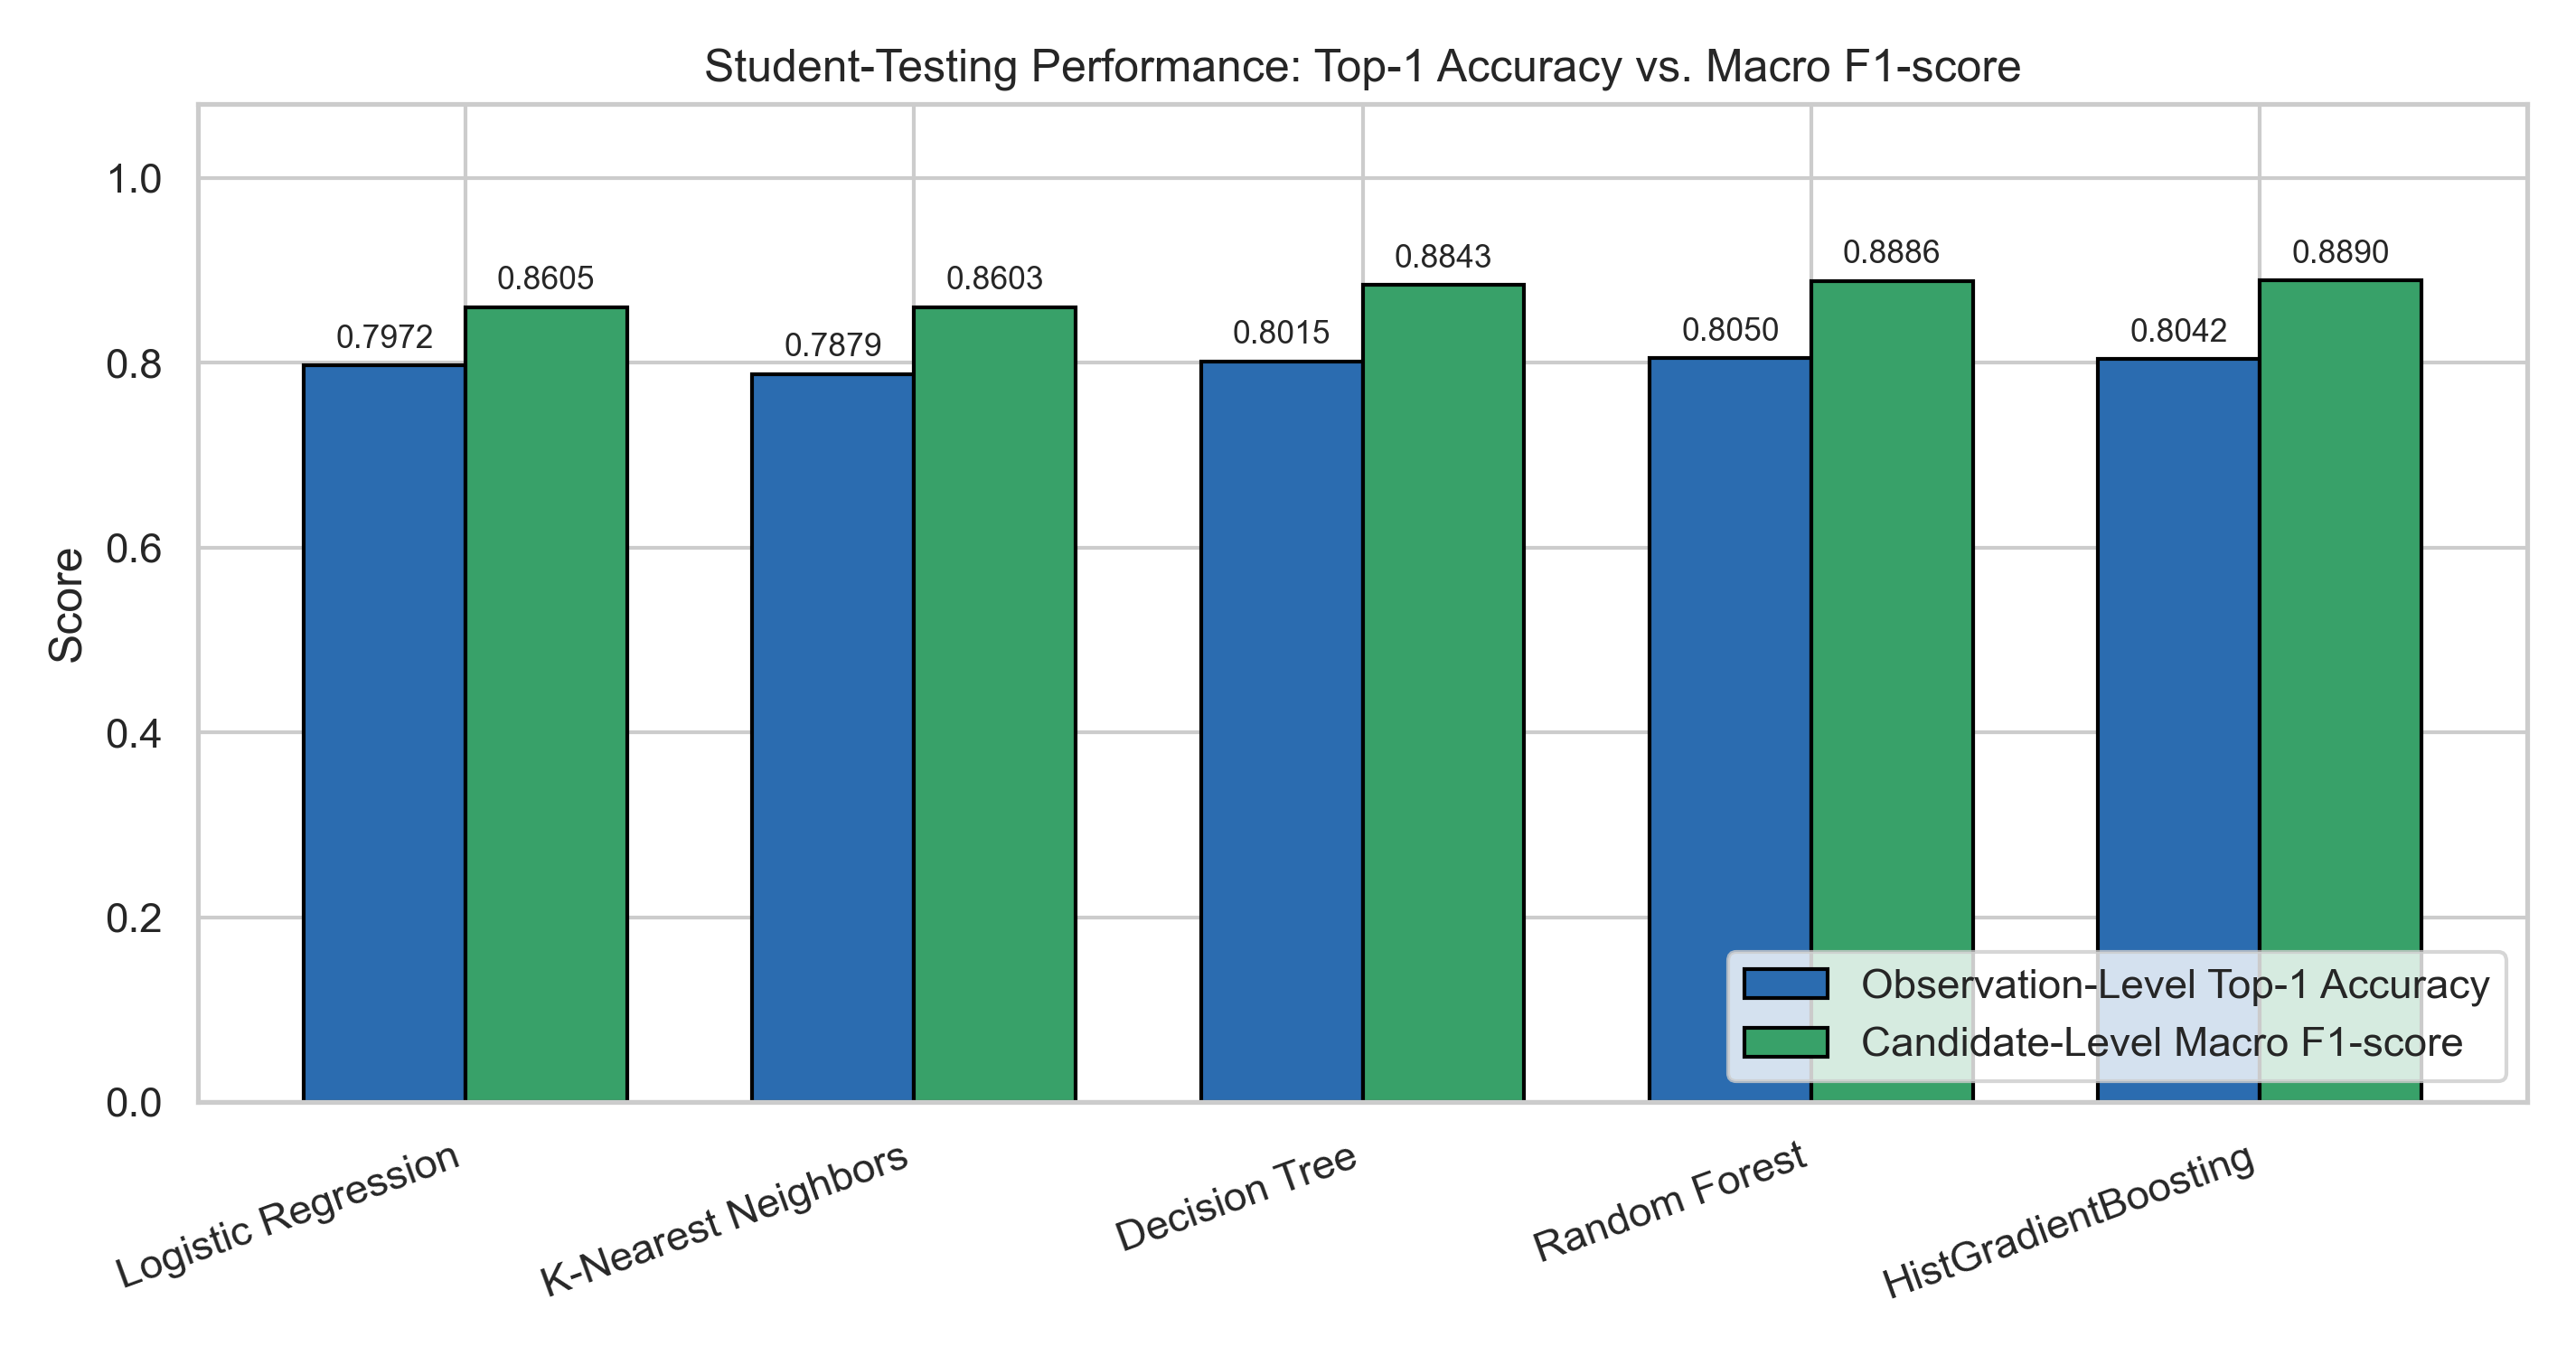 Student-Testing Performance: Top-1 Accuracy vs. Macro F1-score
Score
1.0
0.8
0.6
0.4
0.2
0.0
0.7972
0.8605
0.7879
0.8603
0.8015
0.8843
0.8050
0.8886
0.8042
0.8890
Observation-Level Top-1 Accuracy
Candidate-Level Macro F1-score
Logistic Regression
K-Nearest Neighbors
Decision Tree
Random Forest
HistGradientBoosting